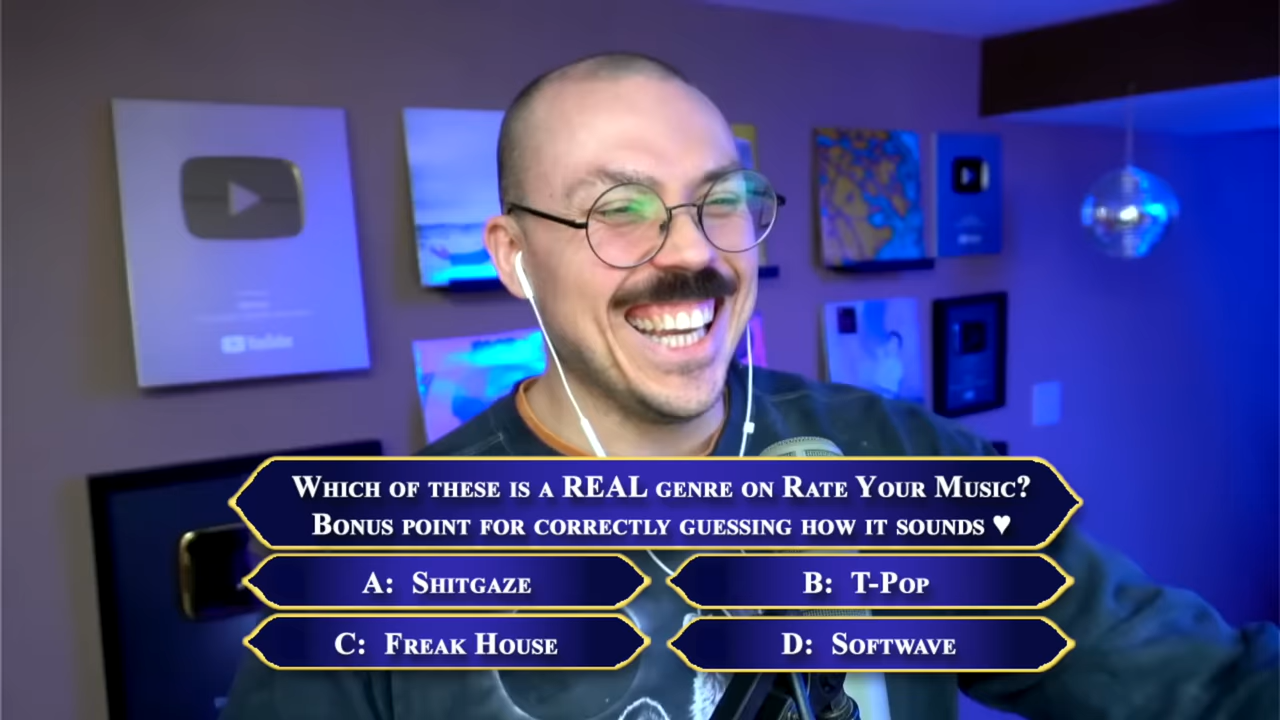 YouTube
Which of these is a REAL genre on Rate Your Music?
Bonus point for correctly guessing how it sounds ♥
A: Shitgaze
B: T-Pop
C: Freak House
D: Softwave